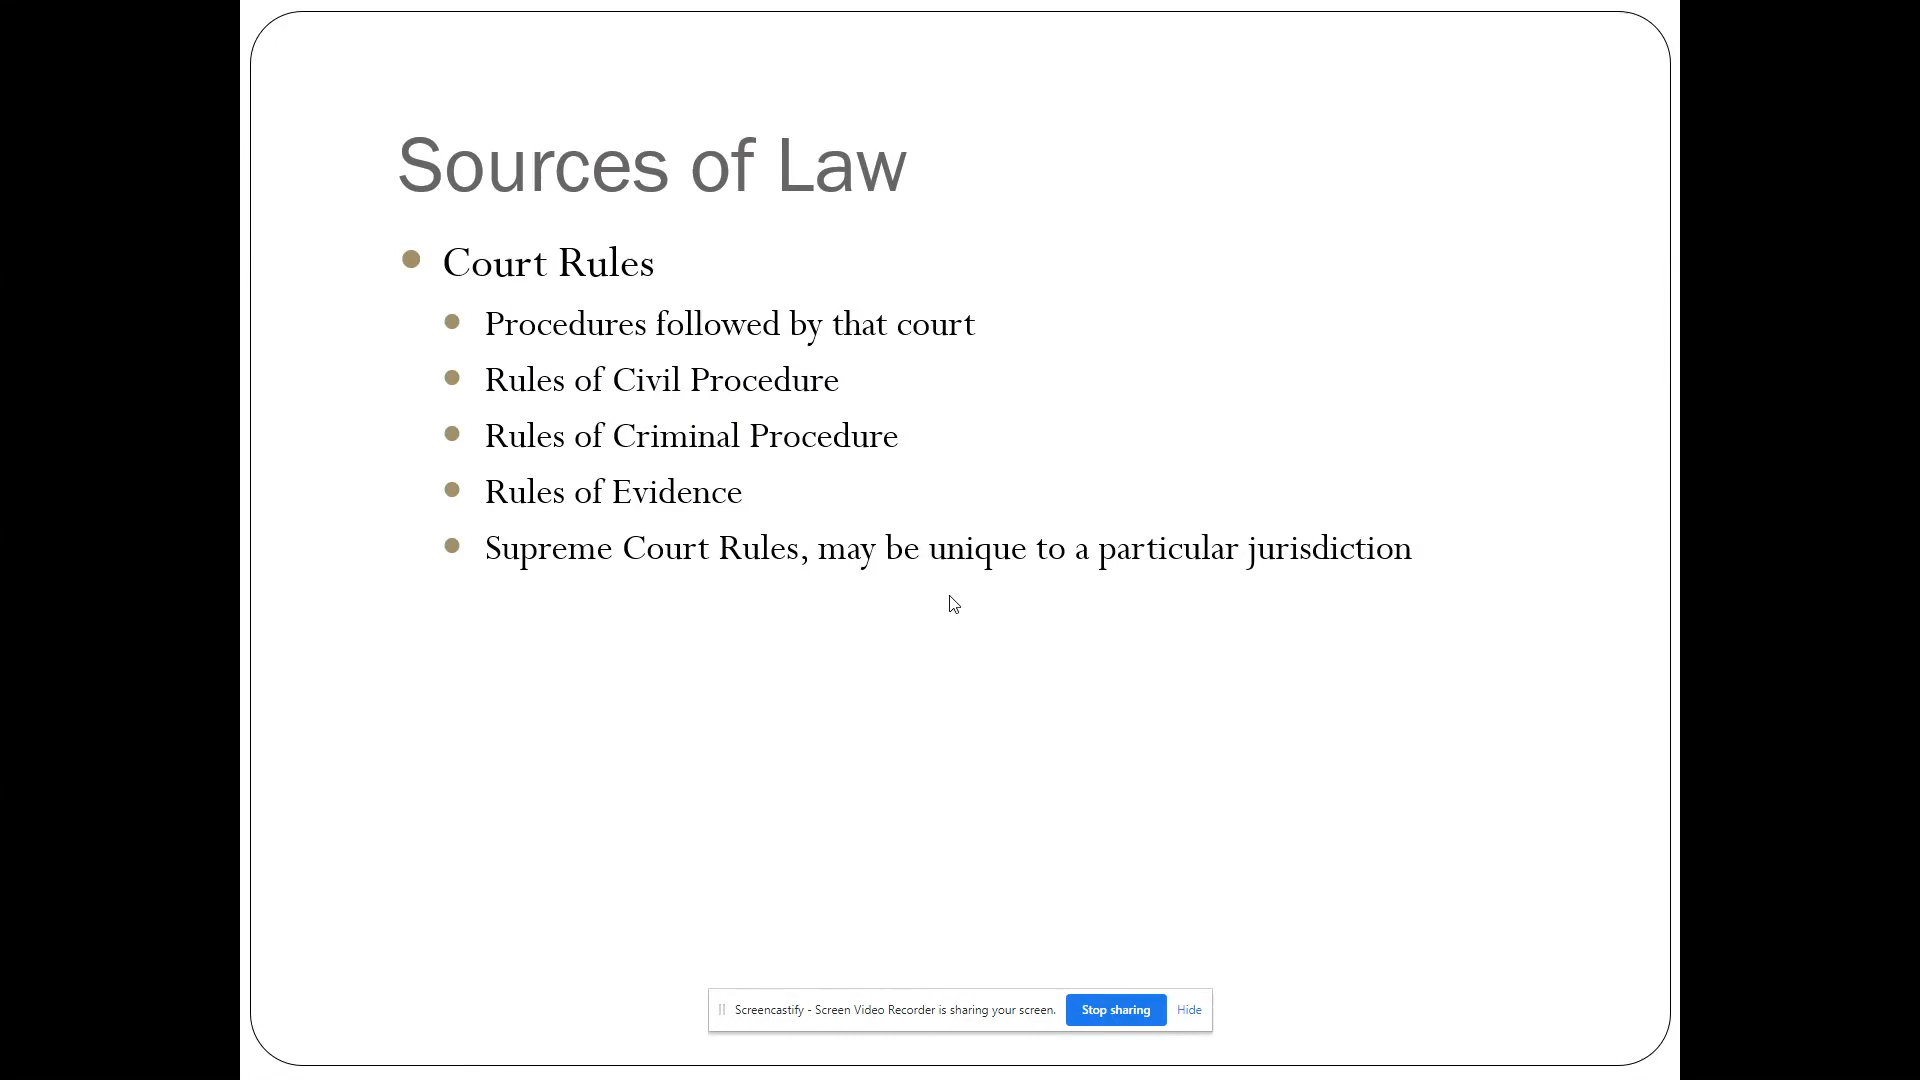 Sources of Law
Court Rules
Procedures followed by that court
Rules of Civil Procedure
Rules of Criminal Procedure
Rules of Evidence
Supreme Court Rules, may be unique to a particular jurisdiction
Screencastify - Screen Video Recorder is sharing your screen. Stop sharing Hide